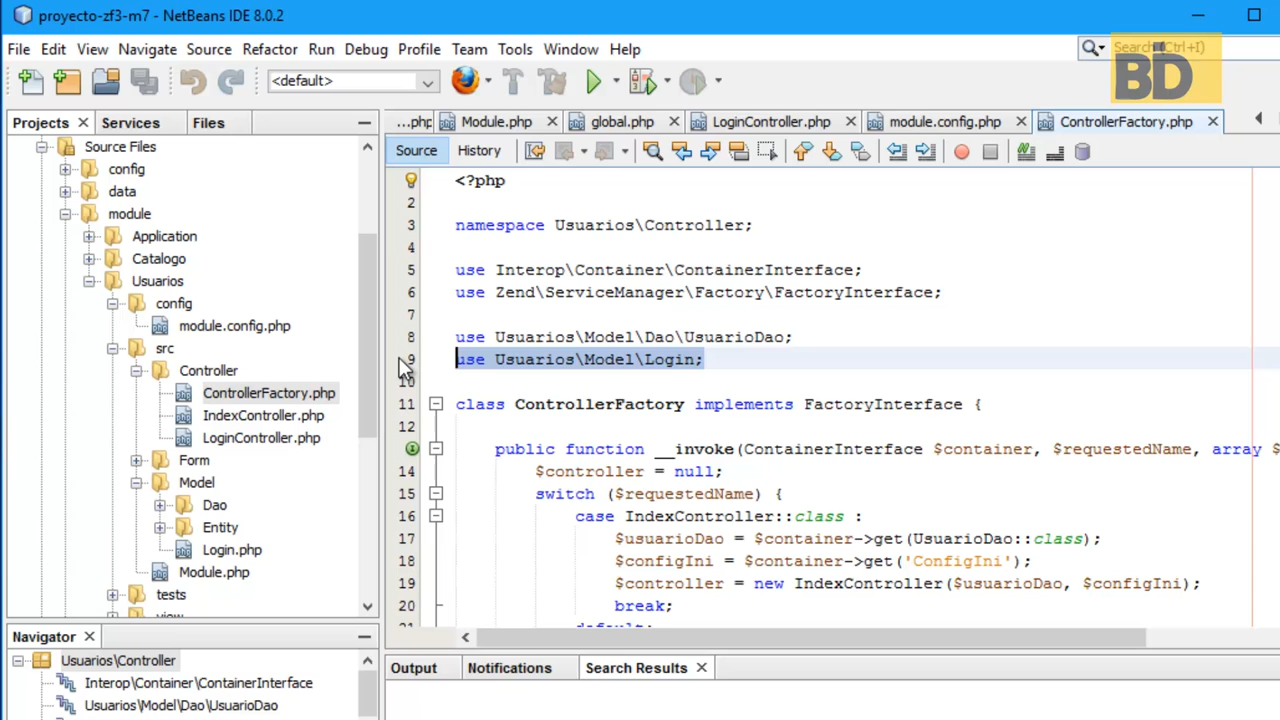 proyecto-zf3-m7 - NetBeans IDE 8.0.2
File Edit View Navigate Source Refactor Run Debug Profile Team Tools Window Help
Search (Ctrl+I)
BD
<default>
Projects Services Files
...php Module.php global.php LoginController.php module.config.php ControllerFactory.php
Source History
Source Files
config
data
module
Application
Catalogo
Usuarios
config
module.config.php
src
Controller
ControllerFactory.php
IndexController.php
LoginController.php
Form
Model
Dao
Entity
Login.php
Module.php
tests
view
<?php
2
3 namespace Usuarios\Controller;
4
5 use Interop\Container\ContainerInterface;
6 use Zend\ServiceManager\Factory\FactoryInterface;
7
8 use Usuarios\Model\Dao\UsuarioDao;
9 use Usuarios\Model\Login;
10
11 class ControllerFactory implements FactoryInterface {
12
public function __invoke(ContainerInterface $container, $requestedName, array $
14 $controller = null;
15 switch ($requestedName) {
16 case IndexController::class :
17 $usuarioDao = $container->get(UsuarioDao::class);
18 $configIni = $container->get('ConfigIni');
19 $controller = new IndexController($usuarioDao, $configIni);
20 break;
default:
Navigator
Usuarios\Controller
Interop\Container\ContainerInterface
Usuarios\Model\Dao\UsuarioDao
Output Notifications Search Results